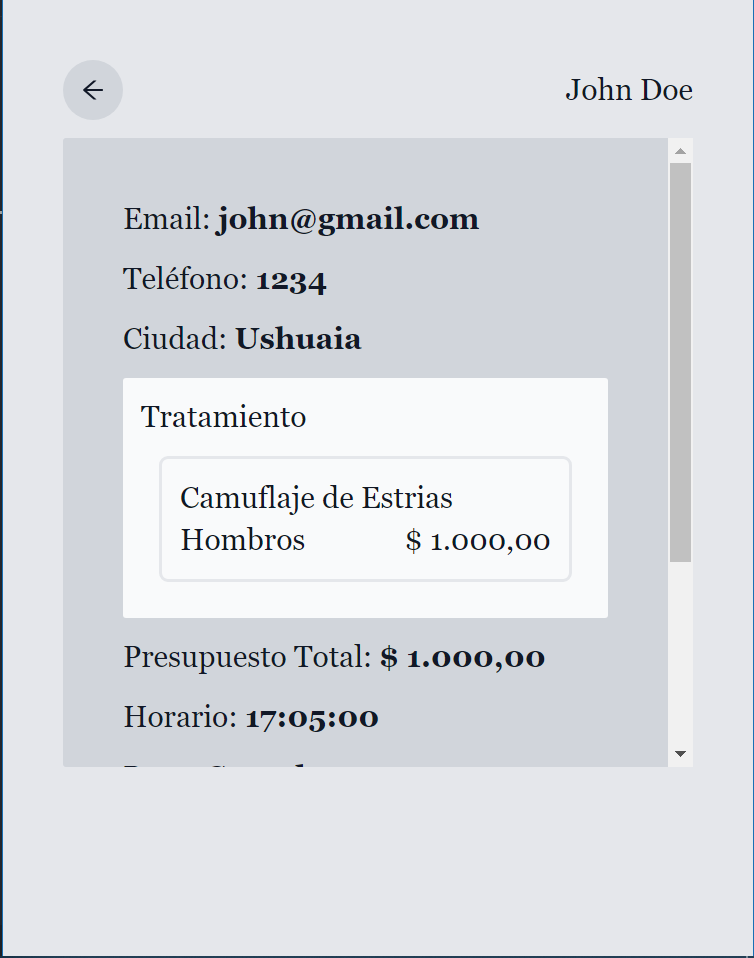 John Doe
Email: john@gmail.com
Teléfono: 1234
Ciudad: Ushuaia
Tratamiento
Camuflaje de Estrias
Hombros $ 1.000,00
Presupuesto Total: $ 1.000,00
Horario: 17:05:00